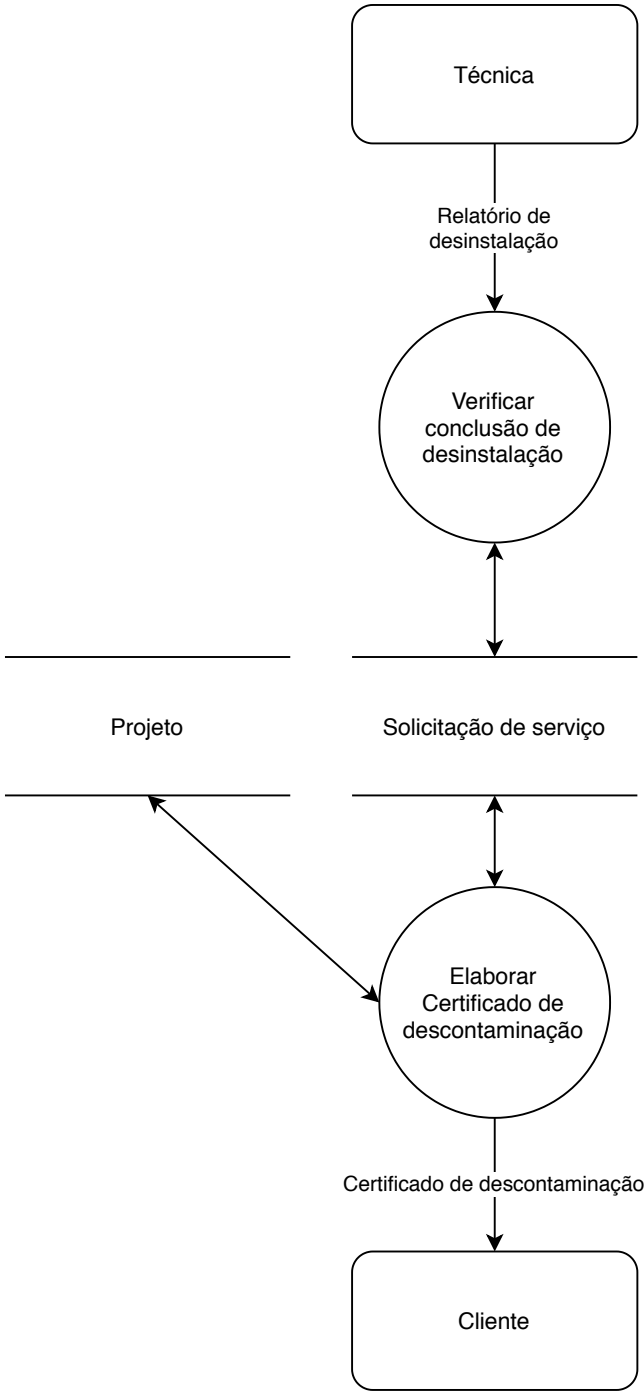 Técnica
Relatório de
desinstalação
Verificar
conclusão de
desinstalação
Projeto
Solicitação de serviço
Elaborar
Certificado de
descontaminação
Certificado de descontaminação
Cliente